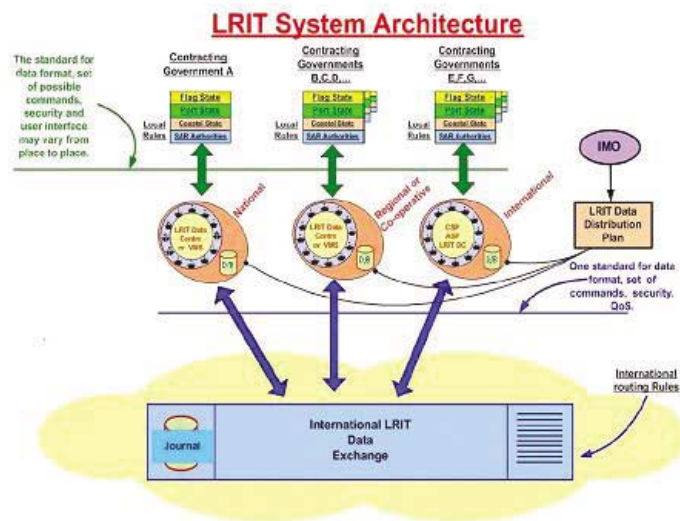 LRIT System Architecture
The standard for
data format, set
of possible
commands,
security and
user interface
may vary from
place to place.
Contracting
Government A
Contracting
Governments
B,C,D,...
Contracting
Governments
E,F,G,...
Local
Rules
Flag State
Port State
Coastal State
SAR Authorities
Local
Rules
Flag State
Port State
Coastal State
SAR Authorities
Local
Rules
Flag State
Port State
Coastal State
SAR Authorities
IMO
LRIT Data
Distribution
Plan
National
LRIT Data
Centre
or VMS
D/B
Regional or
Co-operative
LRIT Data
Centre
or VMS
D/B
International
CSP
ASP
LRIT DC
D/B
One standard for data
format, set of
commands, security,
QoS.
International
routing Rules
Journal
International LRIT
Data
Exchange